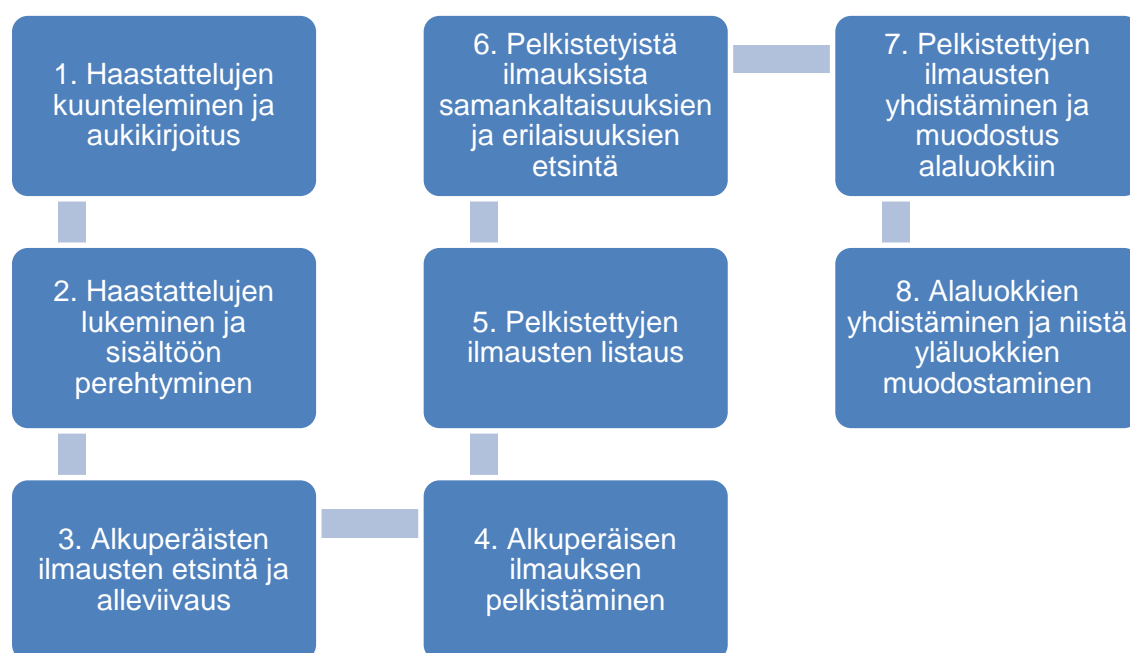 1. Haastattelujen
kuunteleminen ja
aukikirjoitus
2. Haastattelujen
lukeminen ja
sisältöön
perehtyminen
3. Alkuperäisten
ilmausten etsintä ja
alleviivaus
4. Alkuperäisen
ilmauksen
pelkistäminen
5. Pelkistettyjen
ilmausten listaus
6. Pelkistetyistä
ilmauksista
samankaltaisuuksien
ja erilaisuuksien
etsintä
7. Pelkistettyjen
ilmausten
yhdistäminen ja
muodostus
alaluokkiin
8. Alaluokkien
yhdistäminen ja niistä
yläluokkien
muodostaminen